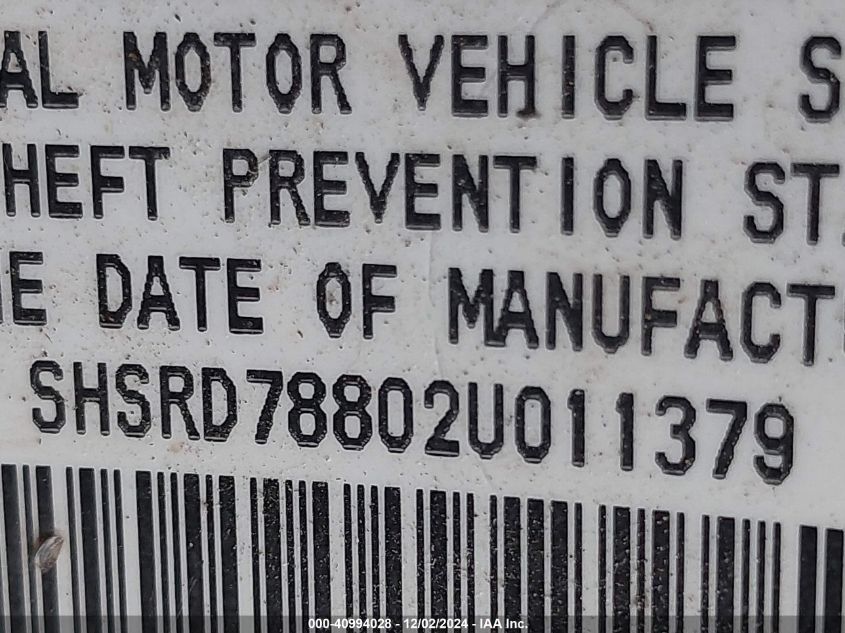 AL MOTOR VEHICLE S
HEFT PREVENTION ST
E DATE OF MANUFACT
SHSRD78802U011379
000-40994028 - 12/02/2024 - IAA Inc.